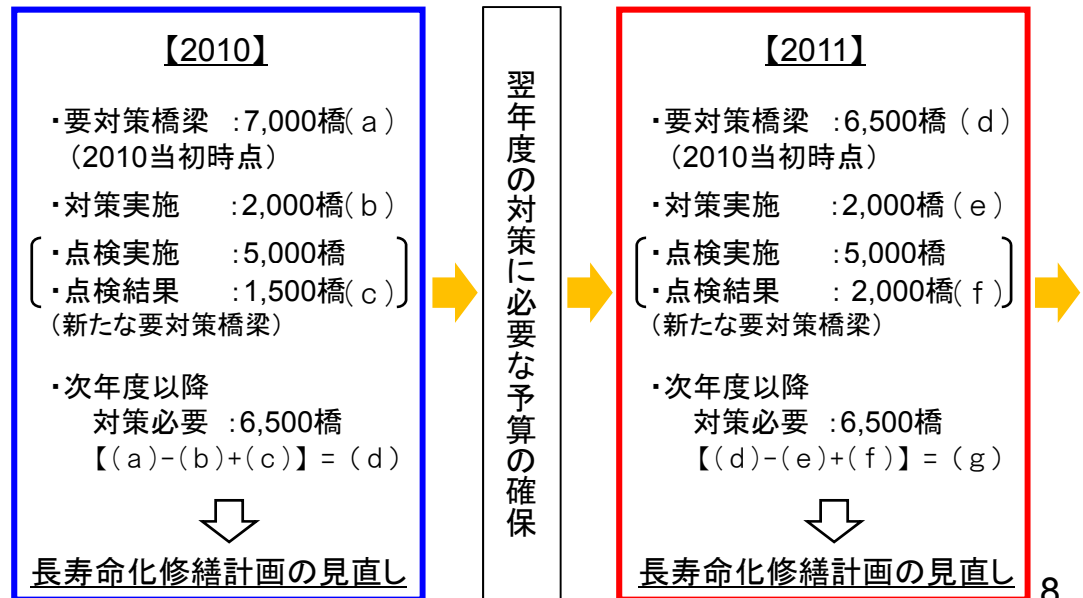 【2010】
・要対策橋梁 :7,000橋(a)
（2010当初時点）
・対策実施 :2,000橋(b)
・点検実施 :5,000橋
・点検結果 :1,500橋(c)
（新たな要対策橋梁）
・次年度以降
対策必要 :6,500橋
【(a)-(b)+(c)】=(d)
長寿命化修繕計画の見直し
翌年度の対策に必要な予算の確保
【2011】
・要対策橋梁 :6,500橋(d)
（2010当初時点）
・対策実施 :2,000橋(e)
・点検実施 :5,000橋
・点検結果 :2,000橋(f)
（新たな要対策橋梁）
・次年度以降
対策必要 :6,500橋
【(d)-(e)+(f)】=(g)
長寿命化修繕計画の見直し
8